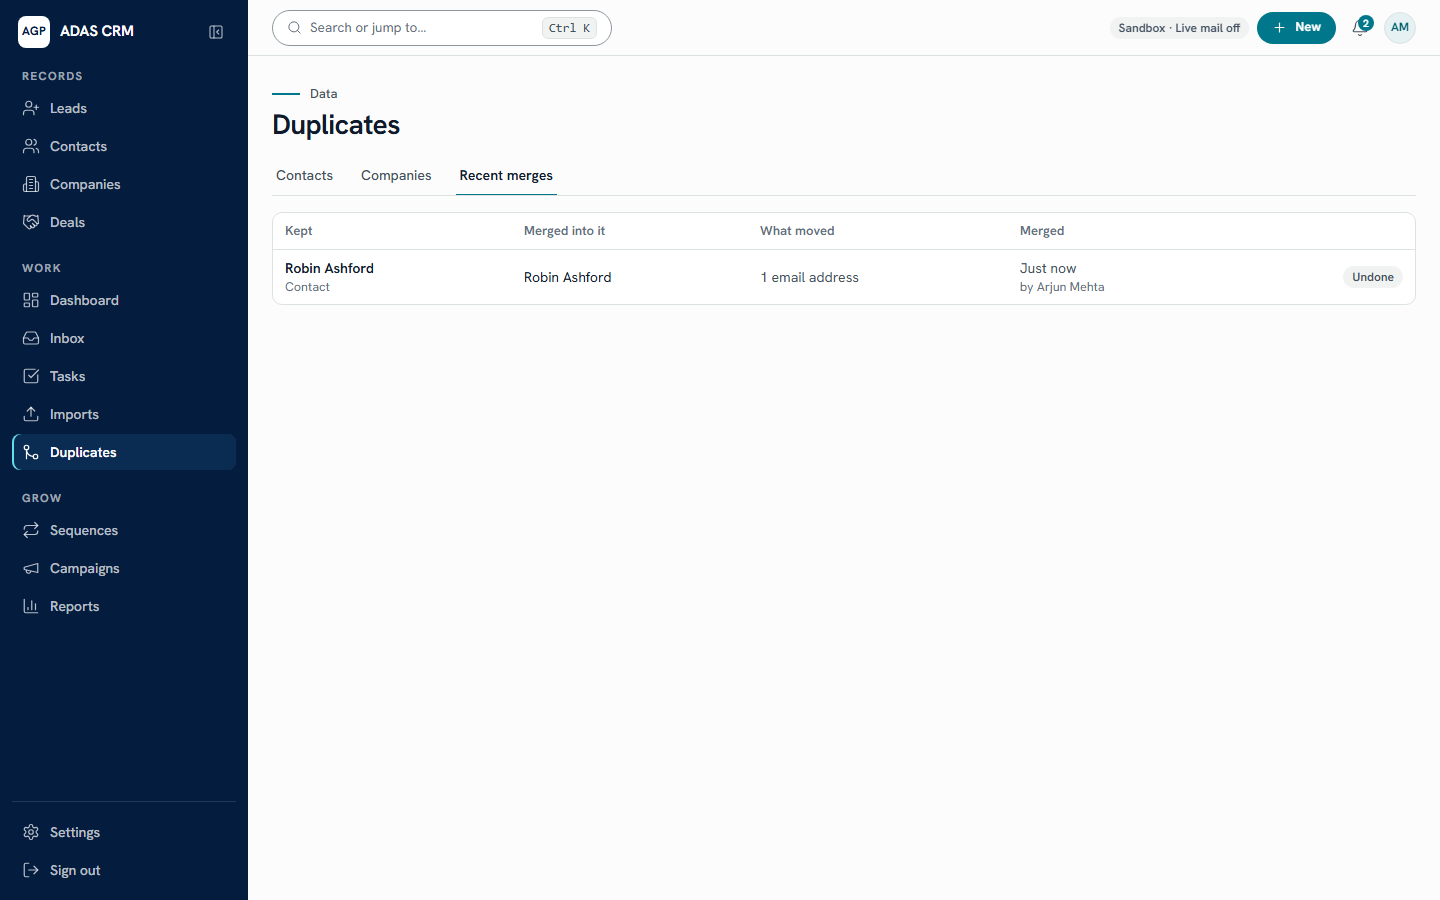 AGP ADAS CRM
RECORDS
Leads
Contacts
Companies
Deals
WORK
Dashboard
Inbox
Tasks
Imports
Duplicates
GROW
Sequences
Campaigns
Reports
Settings
Sign out
Search or jump to... Ctrl K
Sandbox · Live mail off
New
2
AM
Data
Duplicates
Contacts Companies Recent merges
Kept Merged into it What moved Merged
Robin Ashford Robin Ashford 1 email address Just now Undone
Contact by Arjun Mehta